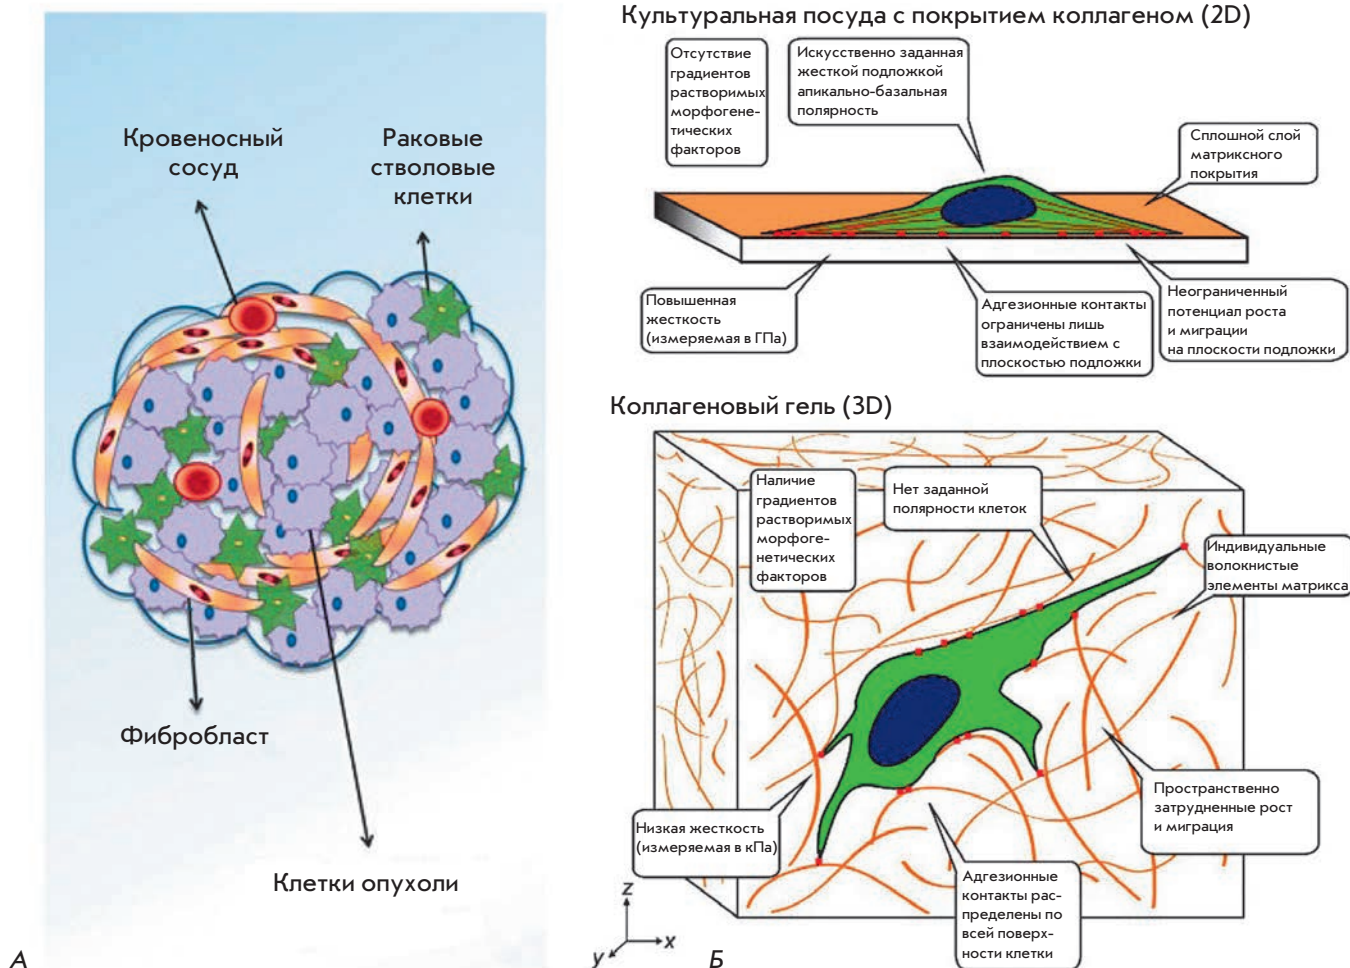 Кровеносный
сосуд
Раковые
стволовые
клетки
Фибробласт
Клетки опухоли
А
Культуральная посуда с покрытием коллагеном (2D)
Отсутствие
градиентов
растворимых
морфогене-
тических
факторов
Искусственно заданная
жесткой подложкой
апикально-базальная
полярность
Сплошной слой
матриксного
покрытия
Повышенная
жесткость
(измеряемая в ГПа)
Адгезионные контакты
ограничены лишь
взаимодействием с
плоскостью подложки
Неограниченный
потенциал роста
и миграции
на плоскости подложки
Коллагеновый гель (3D)
Наличие
градиентов
растворимых
морфоге-
нетических
факторов
Нет заданной
полярности клеток
Индивидуальные
волокнистые
элементы матрикса
Низкая жесткость
(измеряемая в кПа)
Адгезионные
контакты рас-
пределены по
всей поверх-
ности клетки
Пространственно
затрудненные рост
и миграция
z
x
y
Б